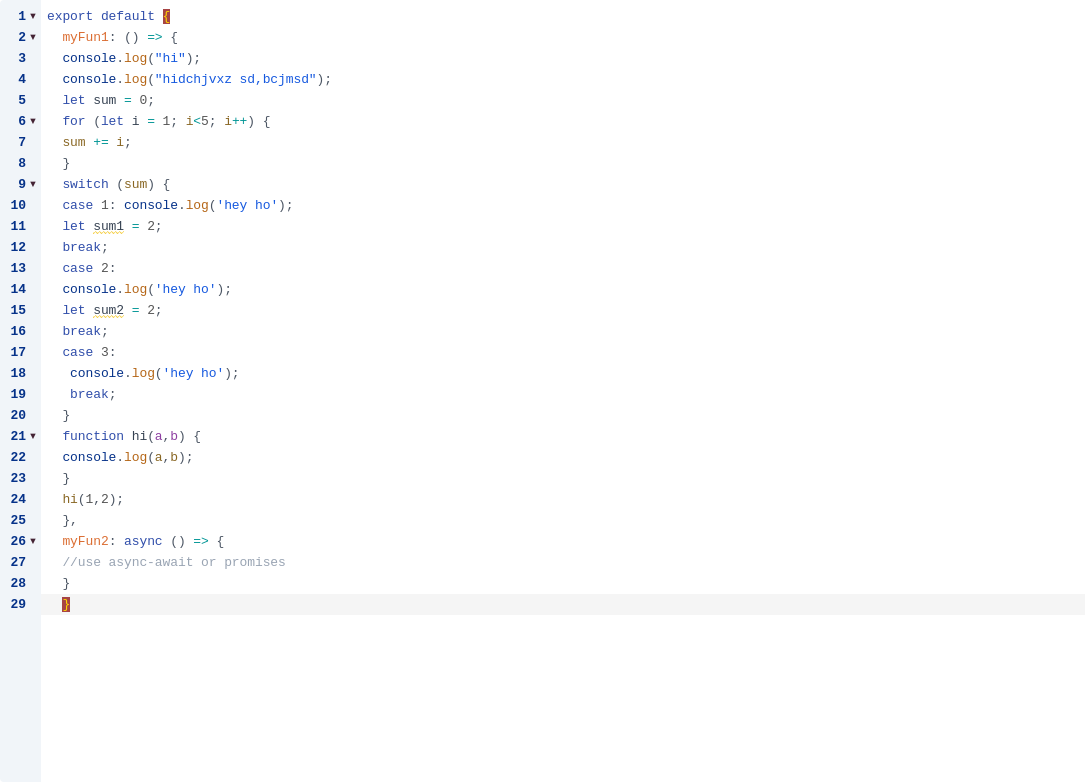 1 ▼ export default {
2 ▼   myFun1: () => {
3   console.log("hi");
4   console.log("hidchjvxz sd,bcjmsd");
5   let sum = 0;
6 ▼   for (let i = 1; i<5; i++) {
7   sum += i;
8   }
9 ▼   switch (sum) {
10   case 1: console.log('hey ho');
11   let sum1 = 2;
12   break;
13   case 2:
14   console.log('hey ho');
15   let sum2 = 2;
16   break;
17   case 3:
18    console.log('hey ho');
19    break;
20   }
21 ▼   function hi(a,b) {
22   console.log(a,b);
23   }
24   hi(1,2);
25   },
26 ▼   myFun2: async () => {
27   //use async-await or promises
28   }
29   }